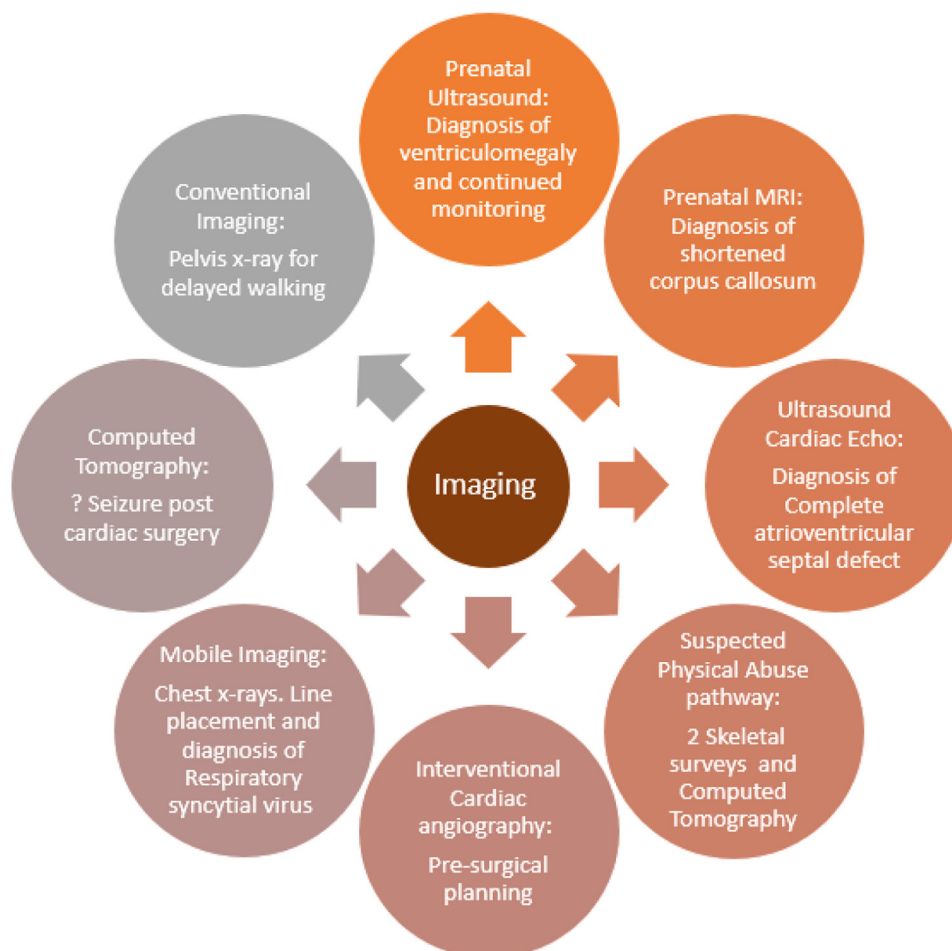 Prenatal
Ultrasound:
Diagnosis of
ventriculomegaly
and continued
monitoring
Prenatal MRI:
Diagnosis of
shortened
corpus callosum
Ultrasound
Cardiac Echo:
Diagnosis of
Complete
atrioventricular
septal defect
Suspected
Physical Abuse
pathway:
2 Skeletal
surveys and
Computed
Tomography
Interventional
Cardiac
angiography:
Pre-surgical
planning
Mobile Imaging:
Chest x-rays. Line
placement and
diagnosis of
Respiratory
syncytial virus
Computed
Tomography:
? Seizure post
cardiac surgery
Conventional
Imaging:
Pelvis x-ray for
delayed walking
Imaging